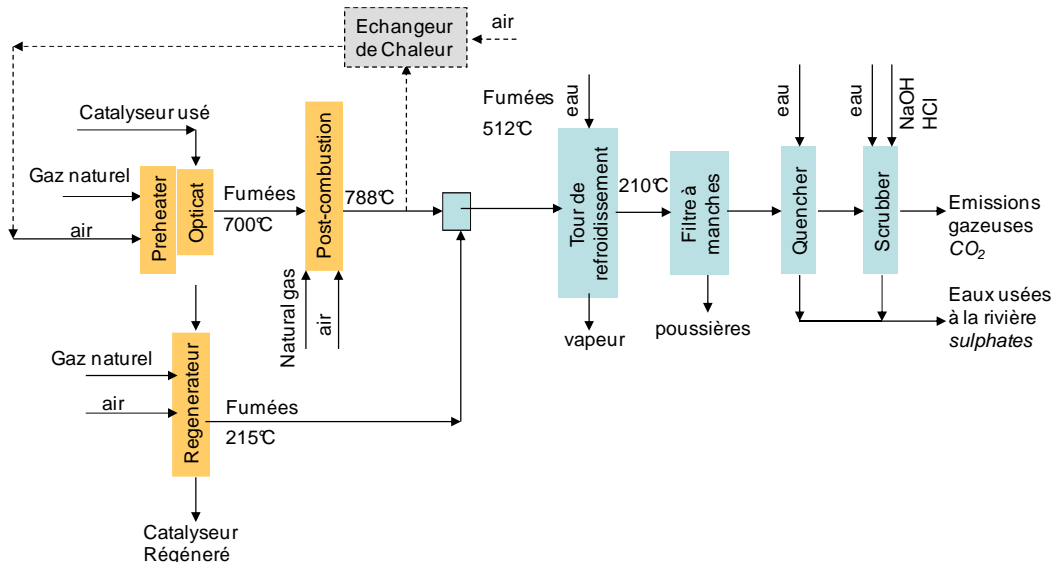 Echangeur
de Chaleur
air
Catalyseur usé
Gaz naturel
air
Preheater
Opticat
Fumées
700°C
Post-combustion
788°C
Natural gas
air
Fumées
512°C
eau
Tour de
refroidissement
vapeur
210°C
Filtre à
manches
poussières
eau
Quencher
eau
NaOH
HCl
Scrubber
Emissions
gazeuses
CO2
Eaux usées
à la rivière
sulphates
Gaz naturel
air
Regenerateur
Fumées
215°C
Catalyseur
Régéneré